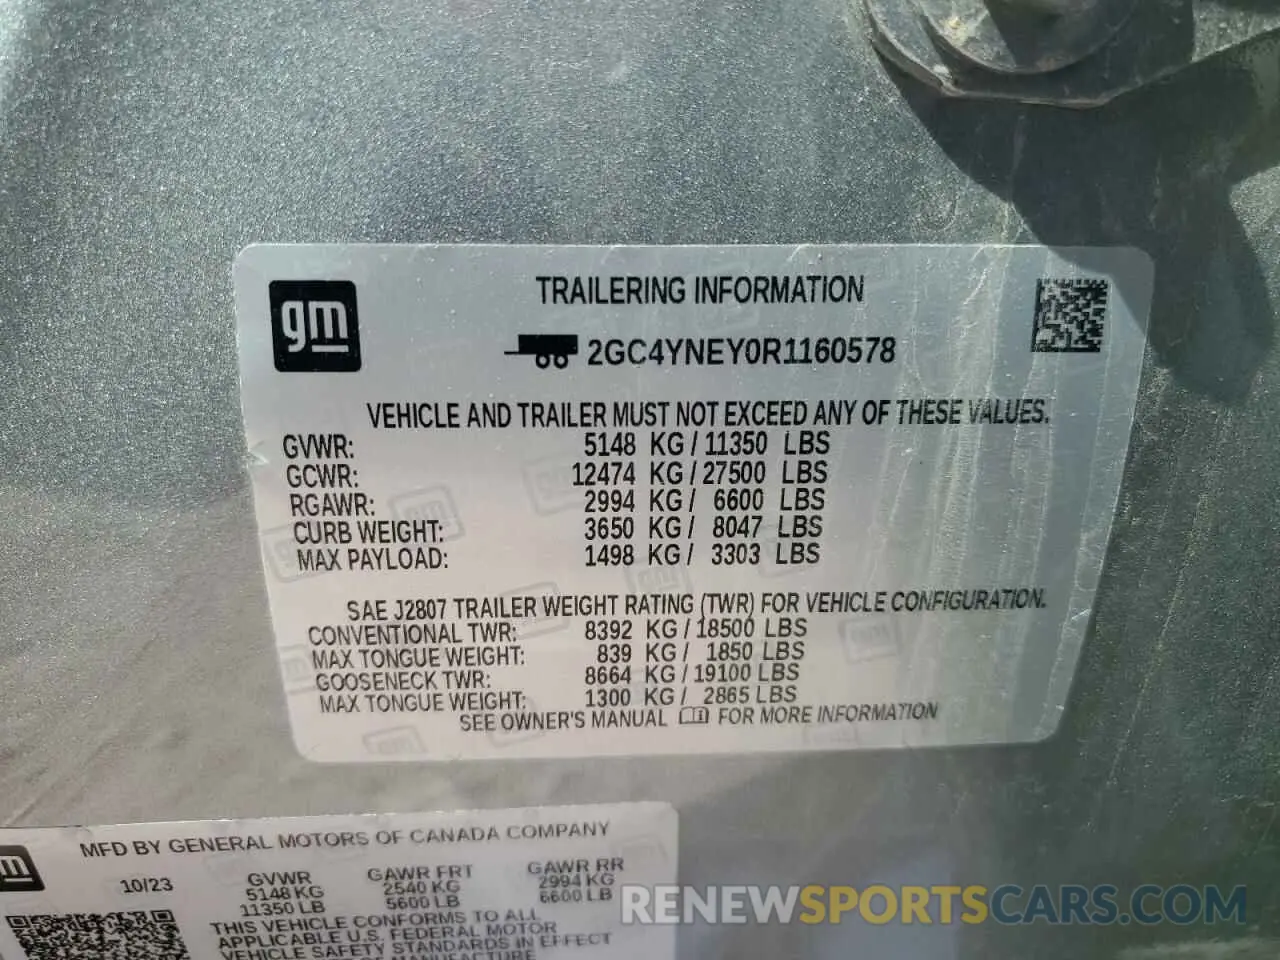 gm
TRAILERING INFORMATION
2GC4YNEY0R1160578
VEHICLE AND TRAILER MUST NOT EXCEED ANY OF THESE VALUES.
GVWR: 5148 KG / 11350 LBS
GCWR: 12474 KG / 27500 LBS
RGAWR: 2994 KG / 6600 LBS
CURB WEIGHT: 3650 KG / 8047 LBS
MAX PAYLOAD: 1498 KG / 3303 LBS
SAE J2807 TRAILER WEIGHT RATING (TWR) FOR VEHICLE CONFIGURATION.
CONVENTIONAL TWR: 8392 KG / 18500 LBS
MAX TONGUE WEIGHT: 839 KG / 1850 LBS
GOOSENECK TWR: 8664 KG / 19100 LBS
MAX TONGUE WEIGHT: 1300 KG / 2865 LBS
SEE OWNER'S MANUAL FOR MORE INFORMATION
MFD BY GENERAL MOTORS OF CANADA COMPANY
10/23 GVWR GAWR FRT GAWR RR
5148 KG 2540 KG 2994 KG
11350 LB 5600 LB 6600 LB
THIS VEHICLE CONFORMS TO ALL
APPLICABLE U.S. FEDERAL MOTOR
VEHICLE SAFETY STANDARDS IN EFFECT
RENEWSPORTSCARS.COM